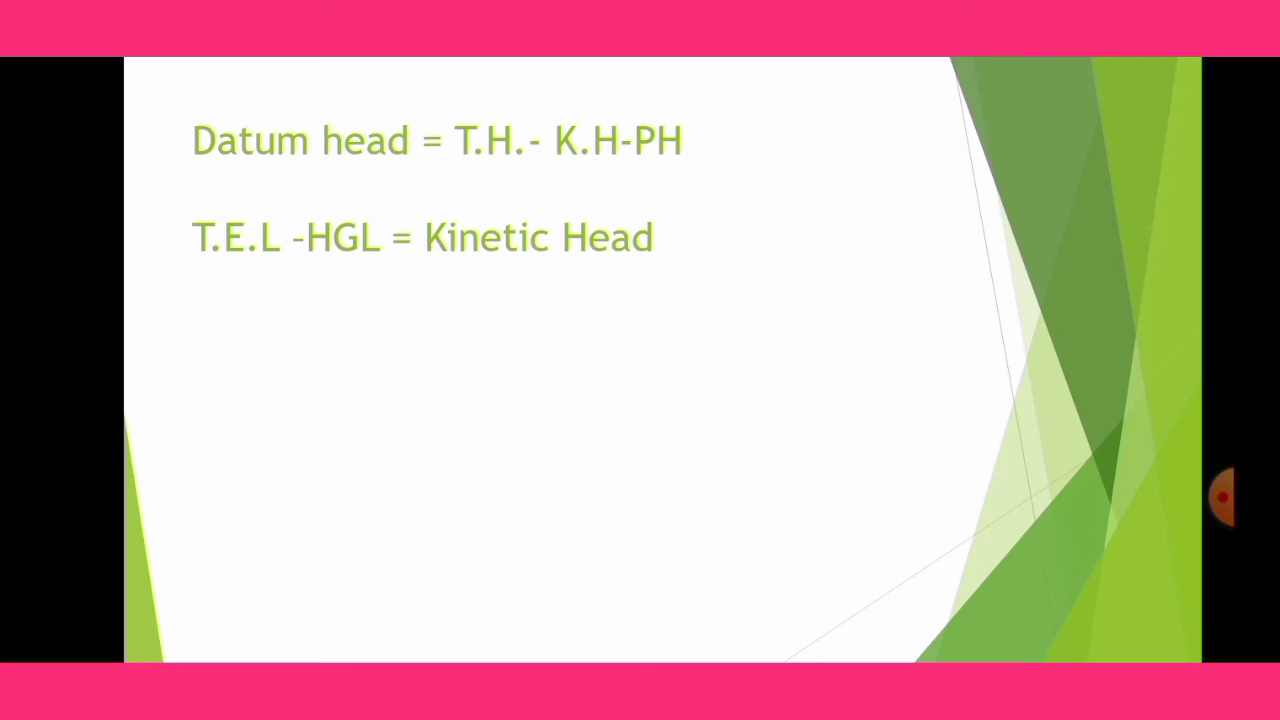 Datum head = T.H.- K.H-PH
T.E.L -HGL = Kinetic Head